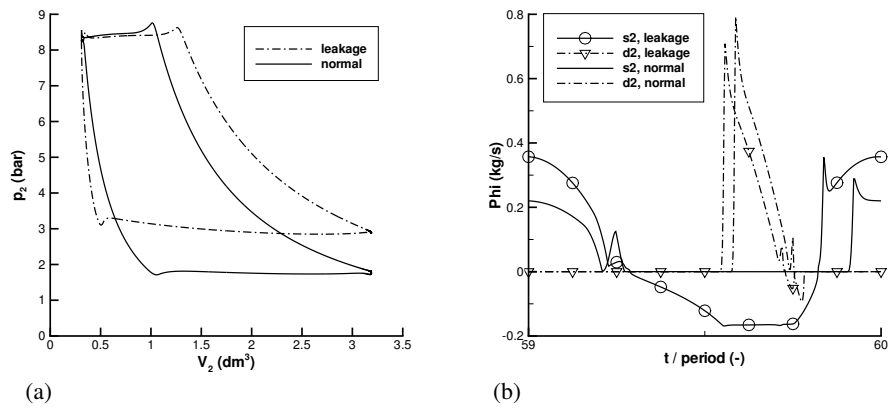 9
8
7
6
5
4
3
2
1
0
p2 (bar)
leakage
normal
0
0.5
1
1.5
2
2.5
3
3.5
V2 (dm3)
(a)
0.8
0.6
0.4
0.2
0
-0.2
Phi (kg/s)
s2, leakage
d2, leakage
s2, normal
d2, normal
59
60
t / period (-)
(b)